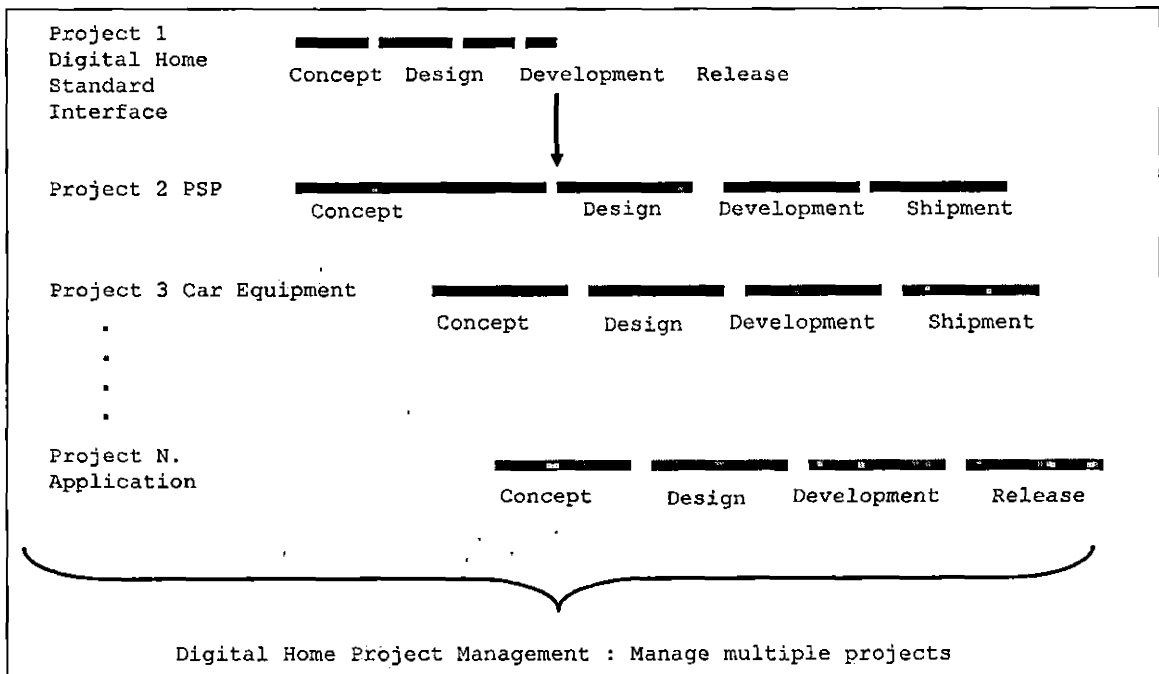 Project 1
Digital Home
Standard
Interface
Concept Design Development Release
Project 2 PSP
Concept Design Development Shipment
Project 3 Car Equipment
Concept Design Development Shipment
Project N.
Application
Concept Design Development Release
Digital Home Project Management : Manage multiple projects